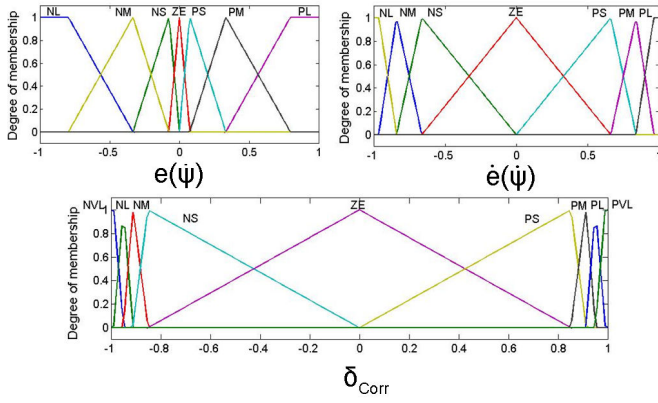 NL NM NS ZE PS PM PL
Degree of membership
1
0.8
0.6
0.4
0.2
0
-1 -0.5 0 0.5 1
e(ψ̇)
NL NM NS ZE PS PM PL
Degree of membership
1
0.8
0.6
0.4
0.2
0
-1 -0.5 0 0.5 1
ė(ψ̇)
NVL NL NM NS ZE PS PM PL PVL
Degree of membership
1
0.8
0.6
0.4
0.2
0
-1 -0.8 -0.6 -0.4 -0.2 0 0.2 0.4 0.6 0.8 1
δCorr